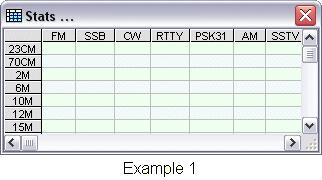 Stats ...
FM SSB CW RTTY PSK31 AM SSTV
23CM
70CM
2M
6M
10M
12M
15M
Example 1